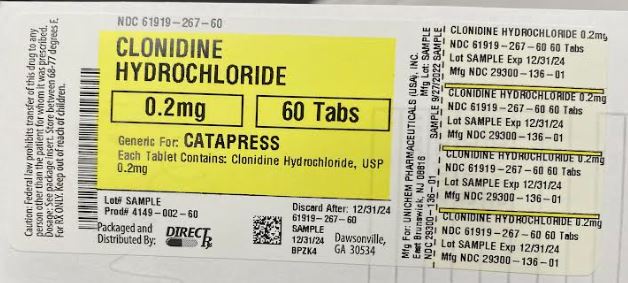 Caution: Federal law prohibits transfer of this drug to any
person other than the patient for whom it was prescribed.
Dosage: See package insert. Store between 68-77 degrees F.
For RX ONLY. Keep out of reach of children.
NDC 61919-267-60
CLONIDINE
HYDROCHLORIDE
0.2mg
60 Tabs
Generic For: CATAPRESS
Each Tablet Contains: Clonidine Hydrochloride, USP
0.2mg
Lot# SAMPLE
Prod# 4149-002-60
Packaged and
Distributed By:
DIRECT Rx
Discard After: 12/31/24
61919-267-60
SAMPLE
12/31/24
BPZK4
Dawsonville,
GA 30534
Mfg For: UNICHEM PHARMACEUTICALS (USA), INC.
East Brunswick, NJ 08816
Mfg Lot: SAMPLE
NDC 29300-136-01
SAMPLE 9/27/2022 SAMPLE
CLONIDINE HYDROCHLORIDE 0.2mg
NDC 61919-267-60 60 Tabs
Lot SAMPLE Exp 12/31/24
Mfg NDC 29300-136-01
CLONIDINE HYDROCHLORIDE 0.2mg
NDC 61919-267-60 60 Tabs
Lot SAMPLE Exp 12/31/24
Mfg NDC 29300-136-01
CLONIDINE HYDROCHLORIDE 0.2mg
NDC 61919-267-60 60 Tabs
Lot SAMPLE Exp 12/31/24
Mfg NDC 29300-136-01
CLONIDINE HYDROCHLORIDE 0.2mg
NDC 61919-267-60 60 Tabs
Lot SAMPLE Exp 12/31/24
Mfg NDC 29300-136-01